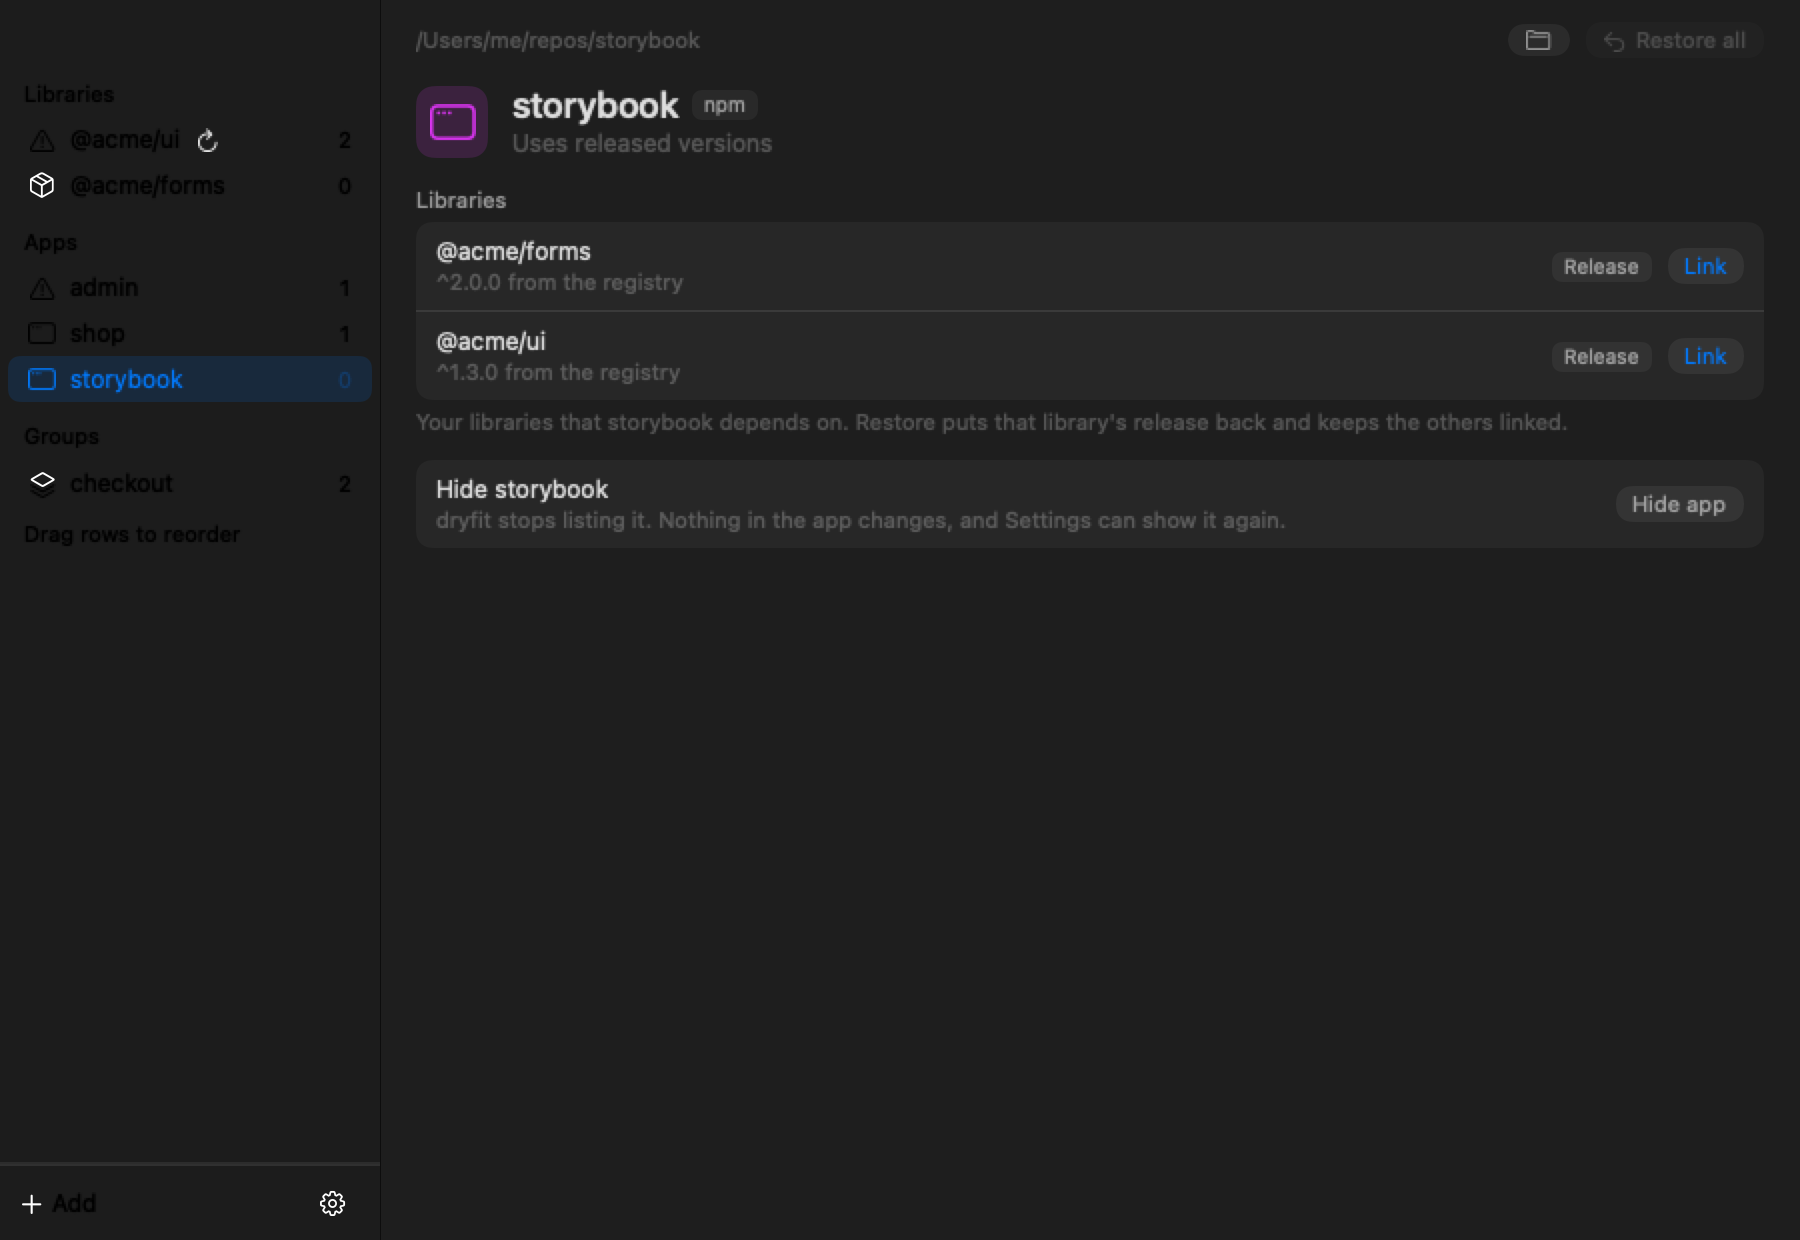 Libraries
@acme/ui 2
@acme/forms 0
Apps
admin 1
shop 1
storybook 0
Groups
checkout 2
Drag rows to reorder
Add
/Users/me/repos/storybook
Restore all
storybook npm
Uses released versions
Libraries
@acme/forms
^2.0.0 from the registry
Release Link
@acme/ui
^1.3.0 from the registry
Release Link
Your libraries that storybook depends on. Restore puts that library's release back and keeps the others linked.
Hide storybook
dryfit stops listing it. Nothing in the app changes, and Settings can show it again.
Hide app